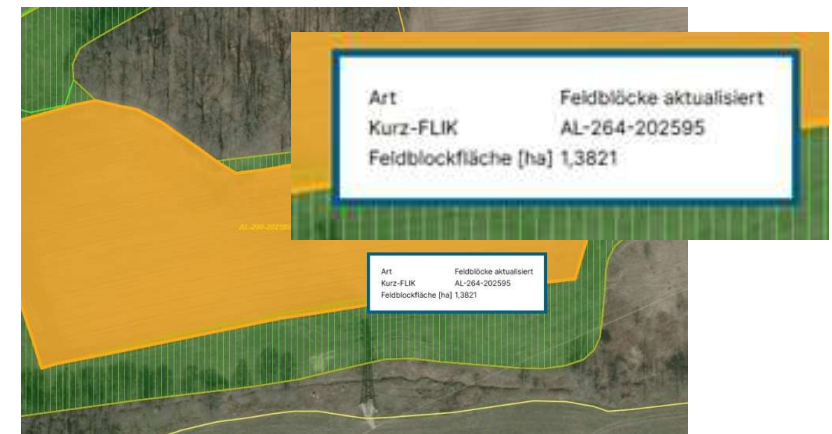 Art Feldblöcke aktualisiert
Kurz-FLIK AL-264-202595
Feldblockfläche [ha] 1,3821
Art Feldblöcke aktualisiert
Kurz-FLIK AL-264-202595
Feldblockfläche [ha] 1,3821